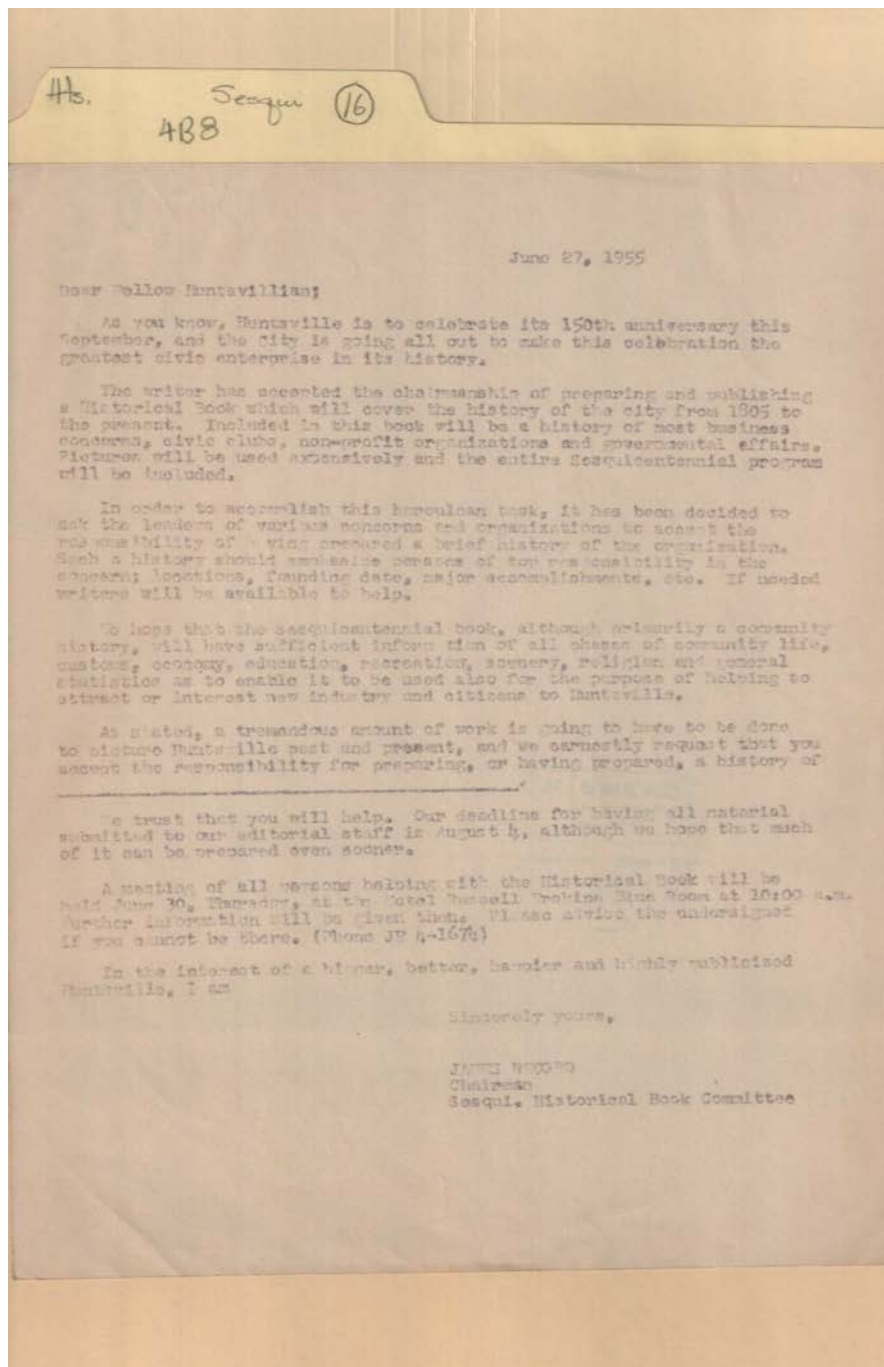 Hs. Sesqui 16
4B8
June 27, 1955
Dear Fellow Huntsvillian;
As you know, Huntsville is to celebrate its 150th anniversary this
September, and the City is going all out to make this celebration the
greatest civic enterprise in its history.
The writer has accepted the chairmanship of preparing and publishing
a Historical Book which will cover the history of the city from 1805 to
the present. Included in this book will be a history of most business
concerns, civic clubs, non-profit organizations and governmental affairs.
Pictures will be used extensively and the entire Sesquicentennial program
will be included.
In order to accomplish this herculean task, it has been decided to
ask the leaders of various concerns and organizations to accept the
responsibility of having prepared a brief history of the organization.
Such a history should emphasize persons of top responsibility in the
concern; locations, founding date, major accomplishments, etc. If needed
writers will be available to help.
We hope that the sesquicentennial book, although primarily a community
history, will have sufficient information of all phases of community life,
customs, economy, education, recreation, scenery, religion and general
statistics as to enable it to be used also for the purpose of helping to
attract or interest new industry and citizens to Huntsville.
As stated, a tremendous amount of work is going to have to be done
to picture Huntsville past and present, and we earnestly request that you
accept the responsibility for preparing, or having prepared, a history of
We trust that you will help. Our deadline for having all material
submitted to our editorial staff is August 4, although we hope that much
of it can be prepared even sooner.
A meeting of all persons helping with the Historical Book will be
held June 30, Thursday, at the Hotel Russell Erskine Blue Room at 10:00 a.m.
Further information will be given then. Please advise the undersigned
if you cannot be there. (Phone JE 4-1674)
In the interest of a bigger, better, happier and highly publicized
Huntsville, I am
Sincerely yours,
JAMES RECORD
Chairman
Sesqui. Historical Book Committee